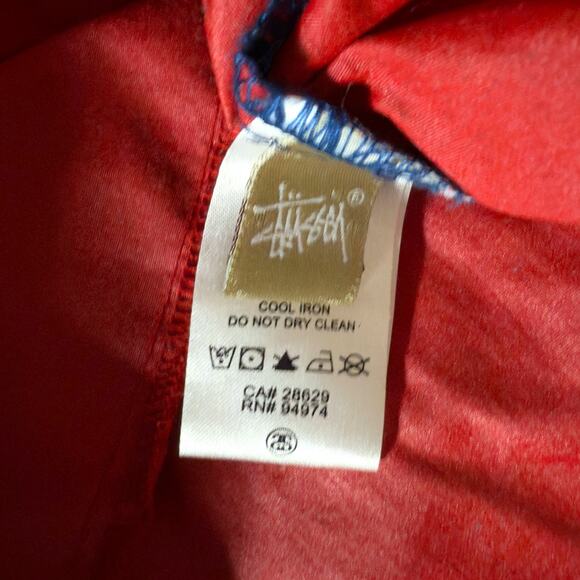 Stüssy ®
COOL IRON
DO NOT DRY CLEAN
CA# 28629
RN# 94974